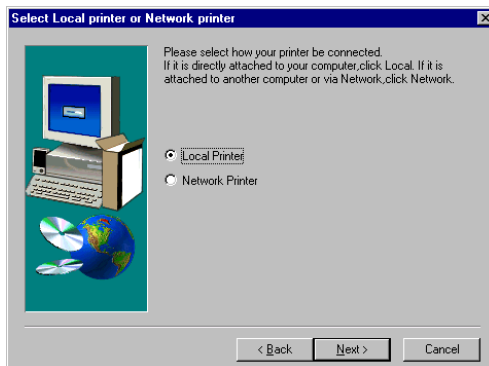 Select Local printer or Network printer
Please select how your printer be connected.
If it is directly attached to your computer,click Local. If it is
attached to another computer or via Network,click Network.
Local Printer
Network Printer
< Back
Next >
Cancel